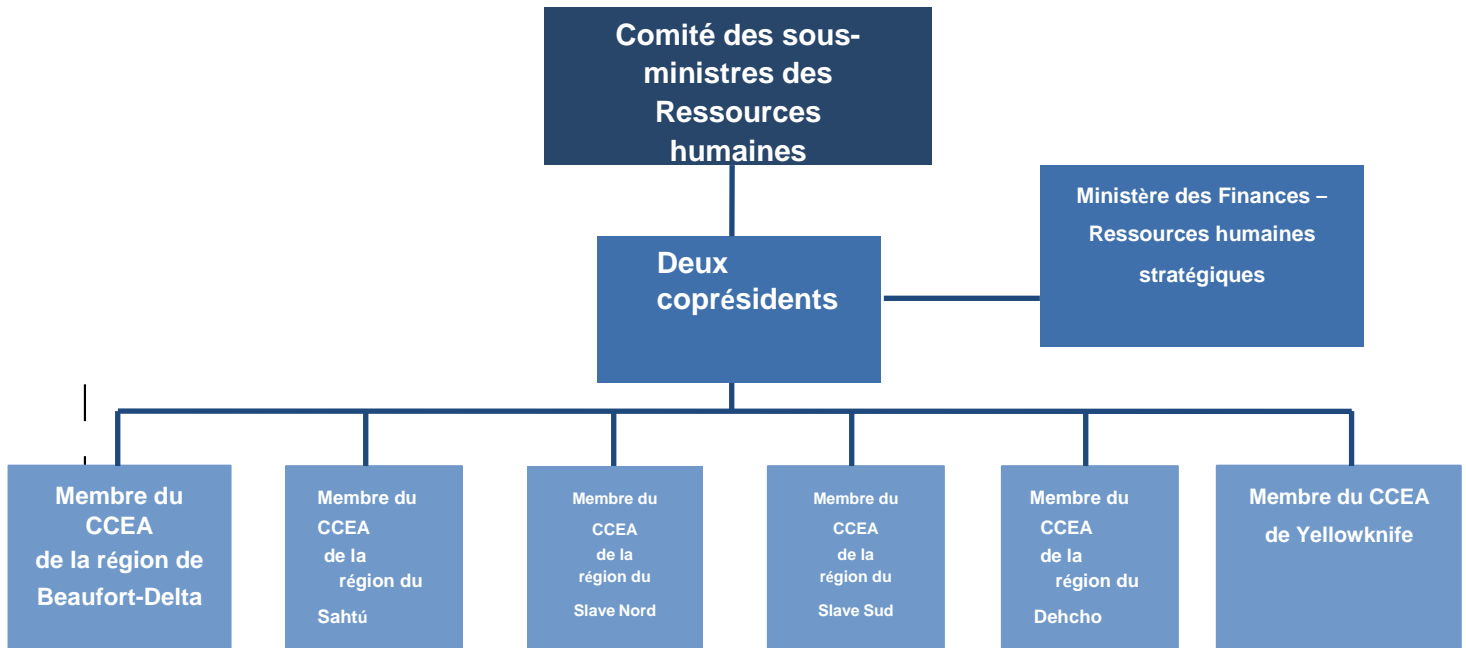 Comité des sous-
ministres des
Ressources
humaines
Ministère des Finances –
Ressources humaines
stratégiques
Deux
coprésidents
Membre du
CCEA
de la région de
Beaufort-Delta
Membre du
CCEA
de la
région du
Sahtú
Membre du
CCEA
de la
région du
Slave Nord
Membre du
CCEA
de la
région du
Slave Sud
Membre du
CCEA
de la
région du
Dehcho
Membre du CCEA
de Yellowknife